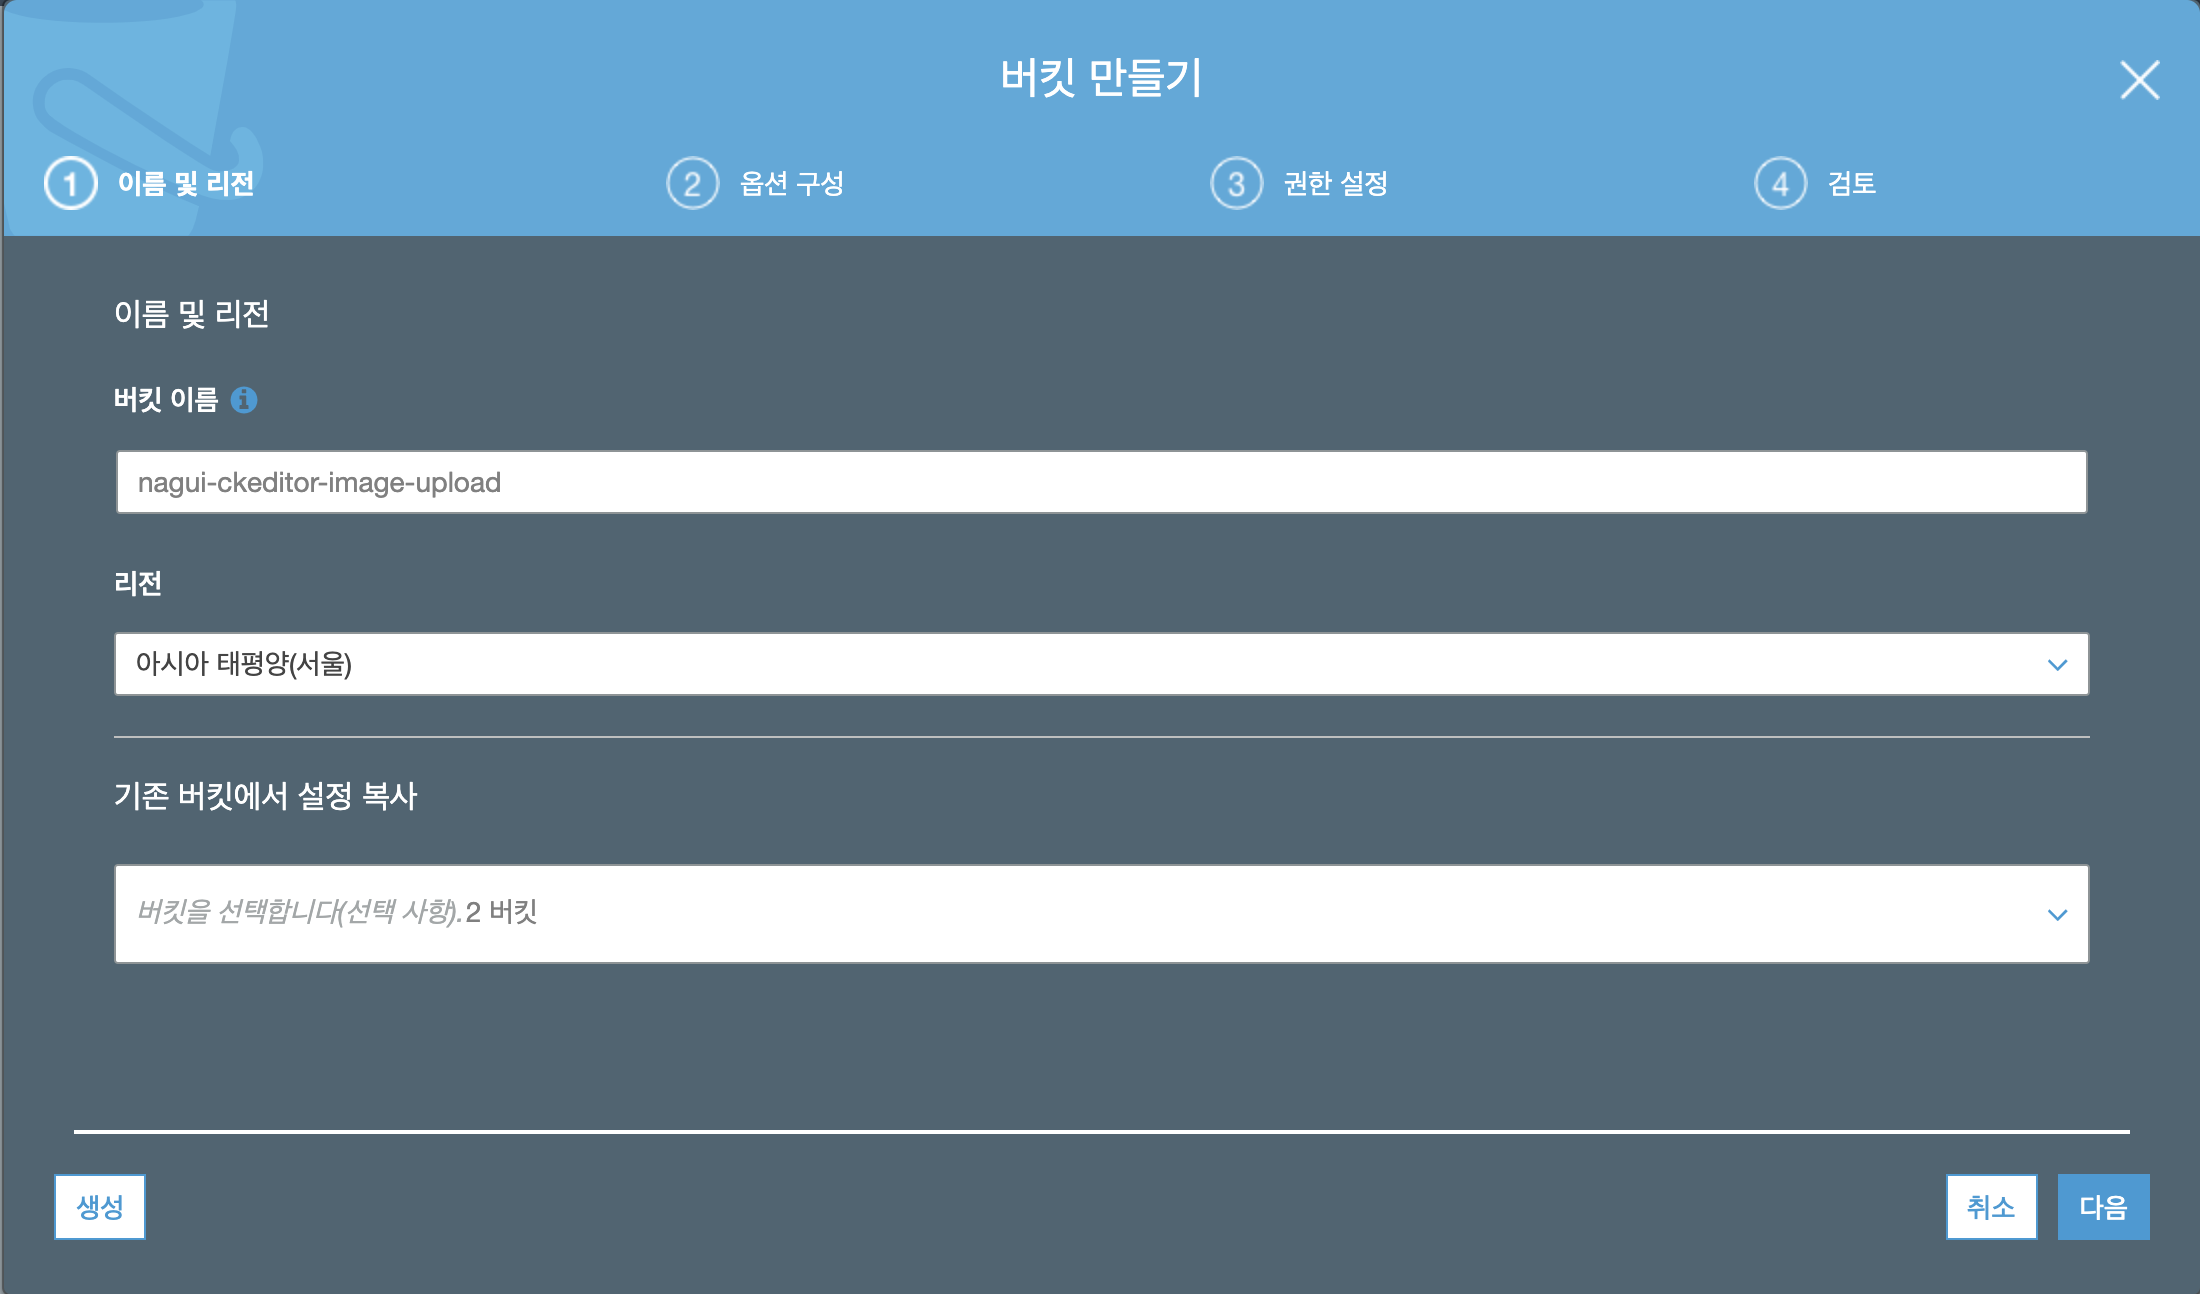 버킷 만들기
1 이름 및 리전
2 옵션 구성
3 권한 설정
4 검토
이름 및 리전
버킷 이름
nagui-ckeditor-image-upload
리전
아시아 태평양(서울)
기존 버킷에서 설정 복사
버킷을 선택합니다(선택 사항).2 버킷
생성
취소
다음